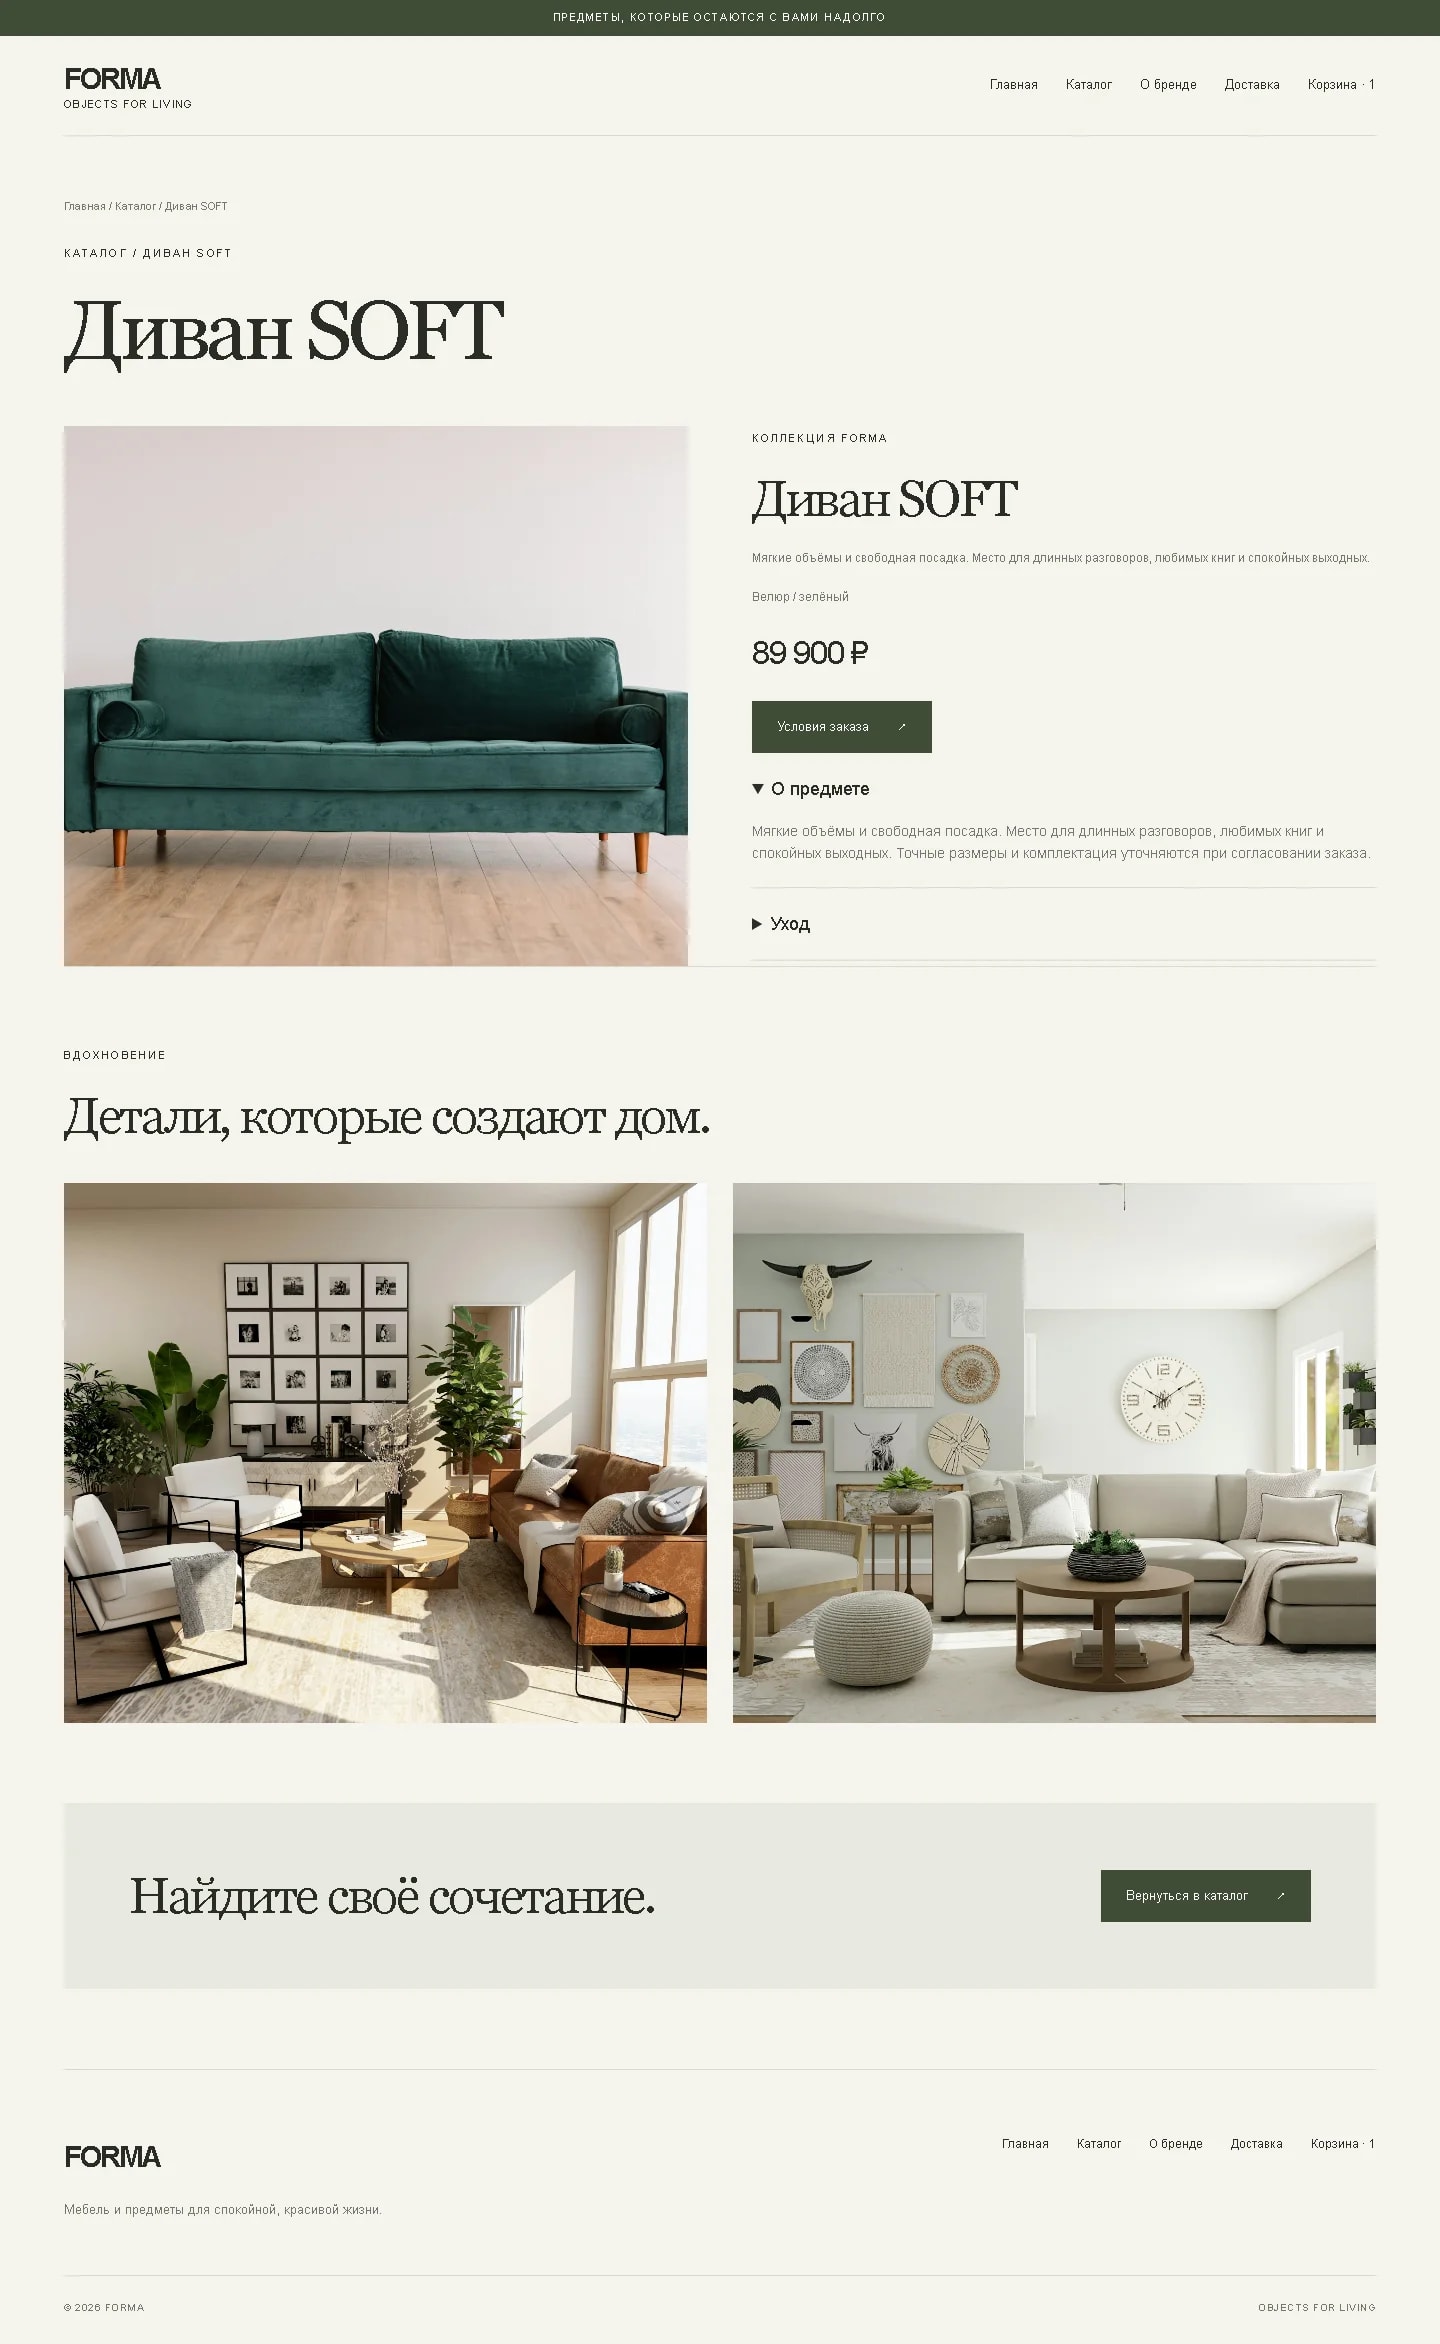 ПРЕДМЕТЫ, КОТОРЫЕ ОСТАЮТСЯ С ВАМИ НАДОЛГО
FORMA
OBJECTS FOR LIVING
Главная Каталог О бренде Доставка Корзина · 1
Главная / Каталог / Диван SOFT
КАТАЛОГ / ДИВАН SOFT
Диван SOFT
КОЛЛЕКЦИЯ FORMA
Диван SOFT
Мягкие объёмы и свободная посадка. Место для длинных разговоров, любимых книг и спокойных выходных.
Велюр / зелёный
89 900 ₽
Условия заказа ↗
▼ О предмете
Мягкие объёмы и свободная посадка. Место для длинных разговоров, любимых книг и
спокойных выходных. Точные размеры и комплектация уточняются при согласовании заказа.
▶ Уход
ВДОХНОВЕНИЕ
Детали, которые создают дом.
12
9 3
6
Найдите своё сочетание.
Вернуться в каталог ↗
FORMA
Главная Каталог О бренде Доставка Корзина · 1
Мебель и предметы для спокойной, красивой жизни.
© 2026 FORMA
OBJECTS FOR LIVING